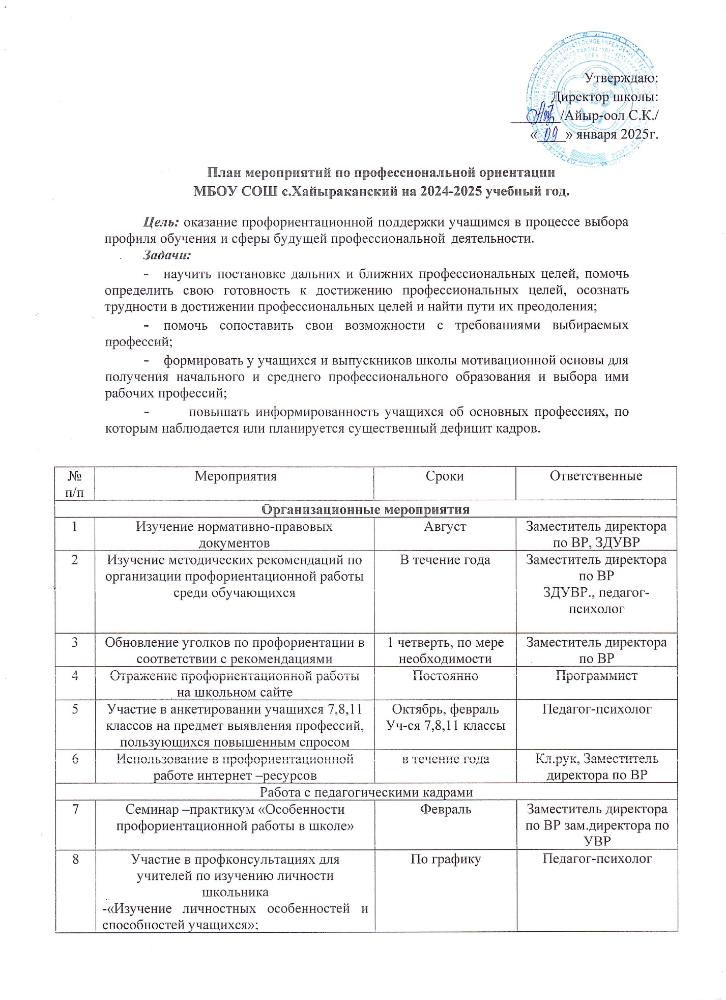 Утверждаю:
Директор школы:
/Айыр-оол С.К./
«09» января 2025г.
План мероприятий по профессиональной ориентации
МБОУ СОШ с.Хайыраканский на 2024-2025 учебный год.
Цель: оказание профориентационной поддержки учащимся в процессе выбора
профиля обучения и сферы будущей профессиональной деятельности.
Задачи:
- научить постановке дальних и ближних профессиональных целей, помочь
определить свою готовность к достижению профессиональных целей, осознать
трудности в достижении профессиональных целей и найти пути их преодоления;
- помочь сопоставить свои возможности с требованиями выбираемых
профессий;
- формировать у учащихся и выпускников школы мотивационной основы для
получения начального и среднего профессионального образования и выбора ими
рабочих профессий;
- повышать информированность учащихся об основных профессиях, по
которым наблюдается или планируется существенный дефицит кадров.
№ Мероприятия Сроки Ответственные
п/п
Организационные мероприятия
1 Изучение нормативно-правовых Август Заместитель директора
документов по ВР, ЗДУВР
2 Изучение методических рекомендаций по В течение года Заместитель директора
организации профориентационной работы по ВР
среди обучающихся ЗДУВР., педагог-
психолог
3 Обновление уголков по профориентации в 1 четверть, по мере Заместитель директора
соответствии с рекомендациями необходимости по ВР
4 Отражение профориентационной работы Постоянно Программист
на школьном сайте
5 Участие в анкетировании учащихся 7,8,11 Октябрь, февраль Педагог-психолог
классов на предмет выявления профессий, Уч-ся 7,8,11 классы
пользующихся повышенным спросом
6 Использование в профориентационной в течение года Кл.рук, Заместитель
работе интернет –ресурсов директора по ВР
Работа с педагогическими кадрами
7 Семинар –практикум «Особенности Февраль Заместитель директора
профориентационной работы в школе» по ВР зам.директора по
УВР
8 Участие в профконсультациях для По графику Педагог-психолог
учителей по изучению личности
школьника
-«Изучение личностных особенностей и
способностей учащихся»;